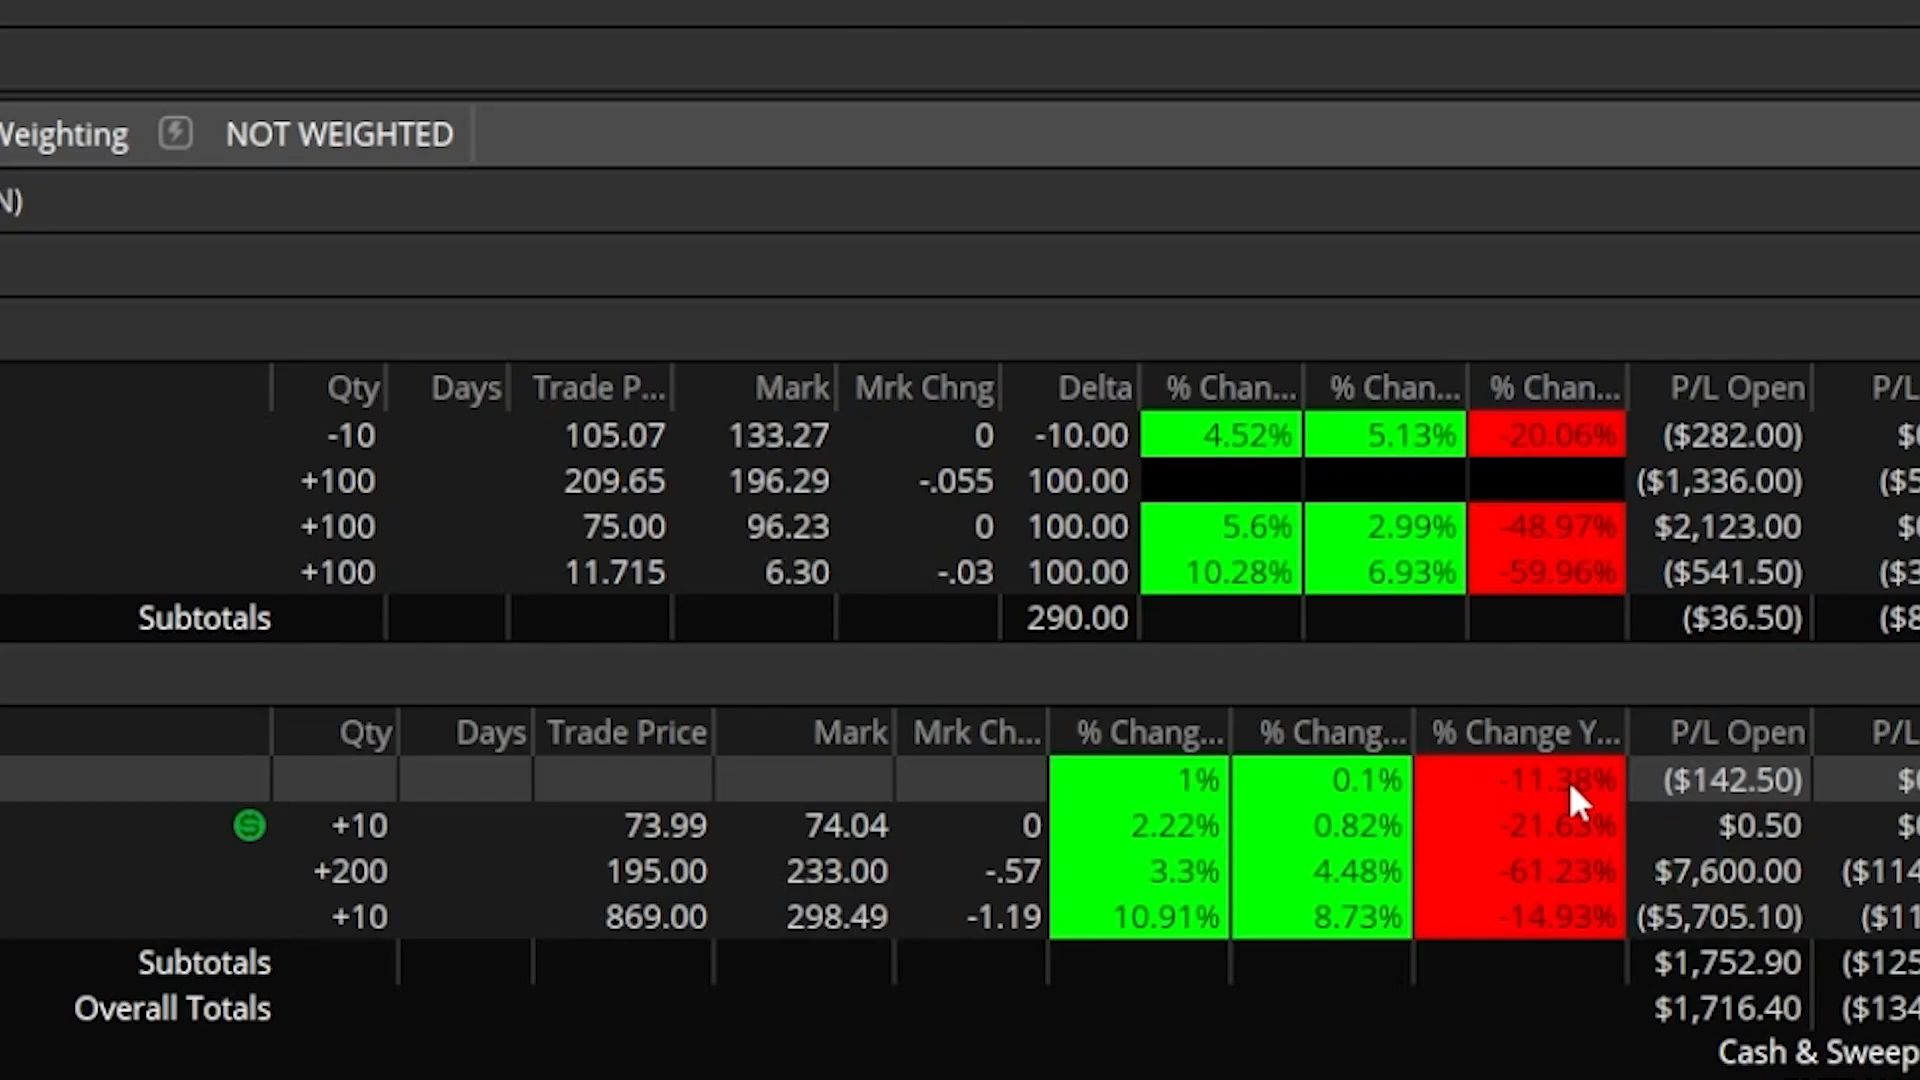 Weighting NOT WEIGHTED
N)
Qty Days Trade P... Mark Mrk Chng Delta % Chan... % Chan... % Chan... P/L Open P/L
-10 105.07 133.27 0 -10.00 4.52% 5.13% -20.06% ($282.00) $
+100 209.65 196.29 -.055 100.00 ($1,336.00) ($5
+100 75.00 96.23 0 100.00 5.6% 2.99% -48.97% $2,123.00 $
+100 11.715 6.30 -.03 100.00 10.28% 6.93% -59.96% ($541.50) ($3
Subtotals 290.00 ($36.50) ($8
Qty Days Trade Price Mark Mrk Ch... % Chang... % Chang... % Change Y... P/L Open P/L
1% 0.1% -11.38% ($142.50) $
+10 73.99 74.04 0 2.22% 0.82% -21.63% $0.50 $
+200 195.00 233.00 -.57 3.3% 4.48% -61.23% $7,600.00 ($114
+10 869.00 298.49 -1.19 10.91% 8.73% -14.93% ($5,705.10) ($11
Subtotals $1,752.90 ($125
Overall Totals $1,716.40 ($134
Cash & Sweep